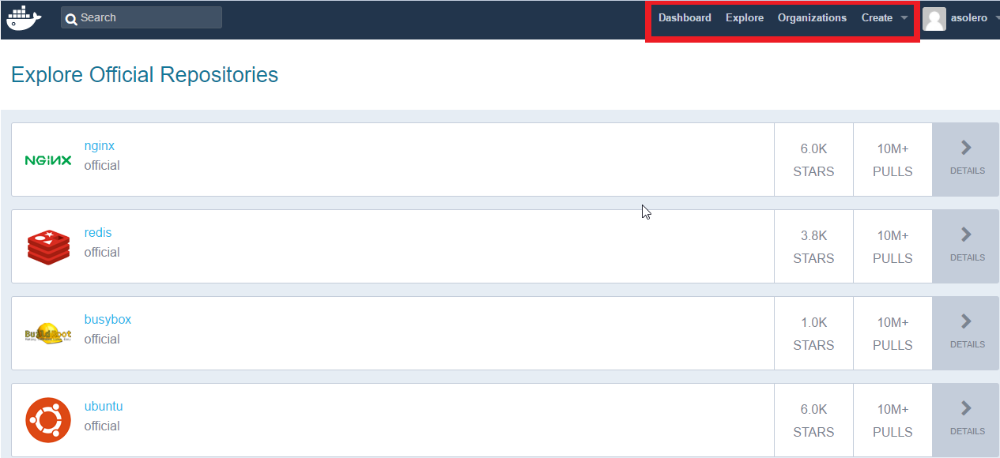 Search Dashboard Explore Organizations Create asolero
Explore Official Repositories
NGINX
nginx
official
6.0K
STARS
10M+
PULLS
DETAILS
redis
official
3.8K
STARS
10M+
PULLS
DETAILS
BuildRoot
busybox
official
1.0K
STARS
10M+
PULLS
DETAILS
ubuntu
official
6.0K
STARS
10M+
PULLS
DETAILS